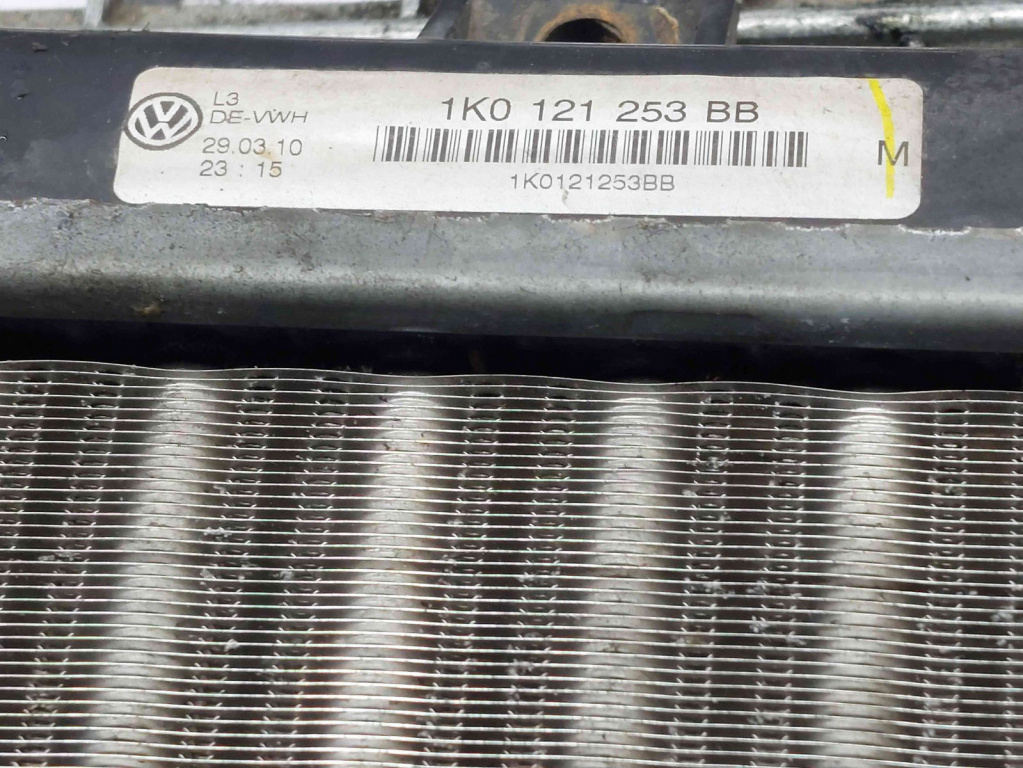 L3
DE-VWH
29.03.10
23 : 15
1K0 121 253 BB
1K0121253BB
M